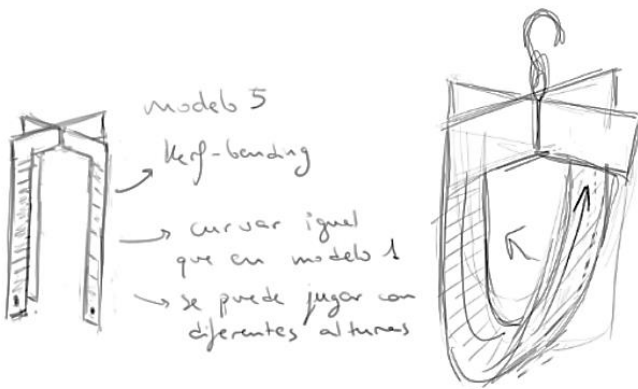 modelo 5
Kerf-bending
curvar igual
que en modelo 1
se puede jugar con
diferentes alturas